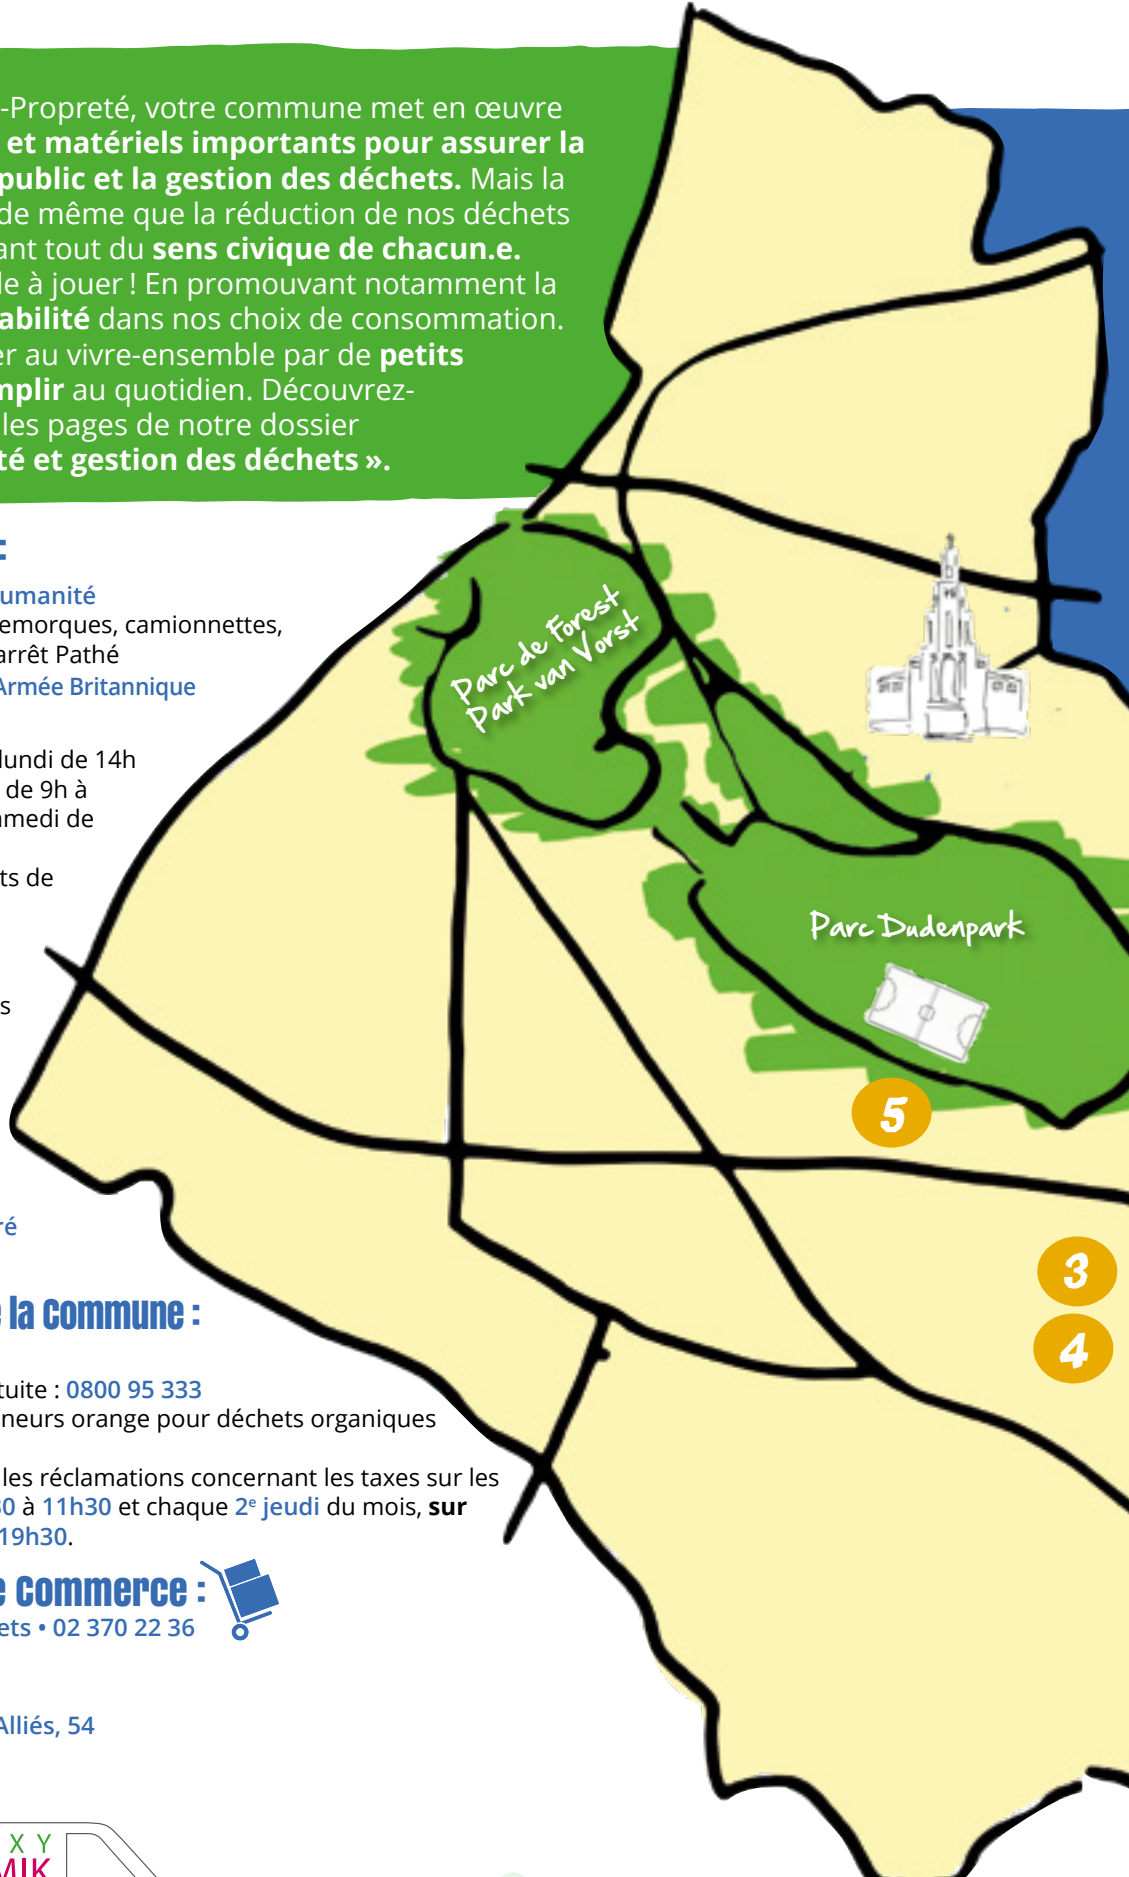 -Propreté, votre commune met en œuvre
et matériels importants pour assurer la
public et la gestion des déchets. Mais la
de même que la réduction de nos déchets
ant tout du sens civique de chacun.e.
le à jouer ! En promouvant notamment la
abilité dans nos choix de consommation.
er au vivre-ensemble par de petits
mplir au quotidien. Découvrez-
les pages de notre dossier
té et gestion des déchets ».
:
umanité
emorques, camionnettes,
arrêt Pathé
Armée Britannique
lundi de 14h
de 9h à
amedi de
ts de
s
ré
e la commune :
tuite : 0800 95 333
neurs orange pour déchets organiques
les réclamations concernant les taxes sur les
30 à 11h30 et chaque 2e jeudi du mois, sur
19h30.
e commerce :
ets • 02 370 22 36
Alliés, 54
X Y
MIK
Parc de Forest
Park van Vorst
Parc Dudenpark
5
3
4